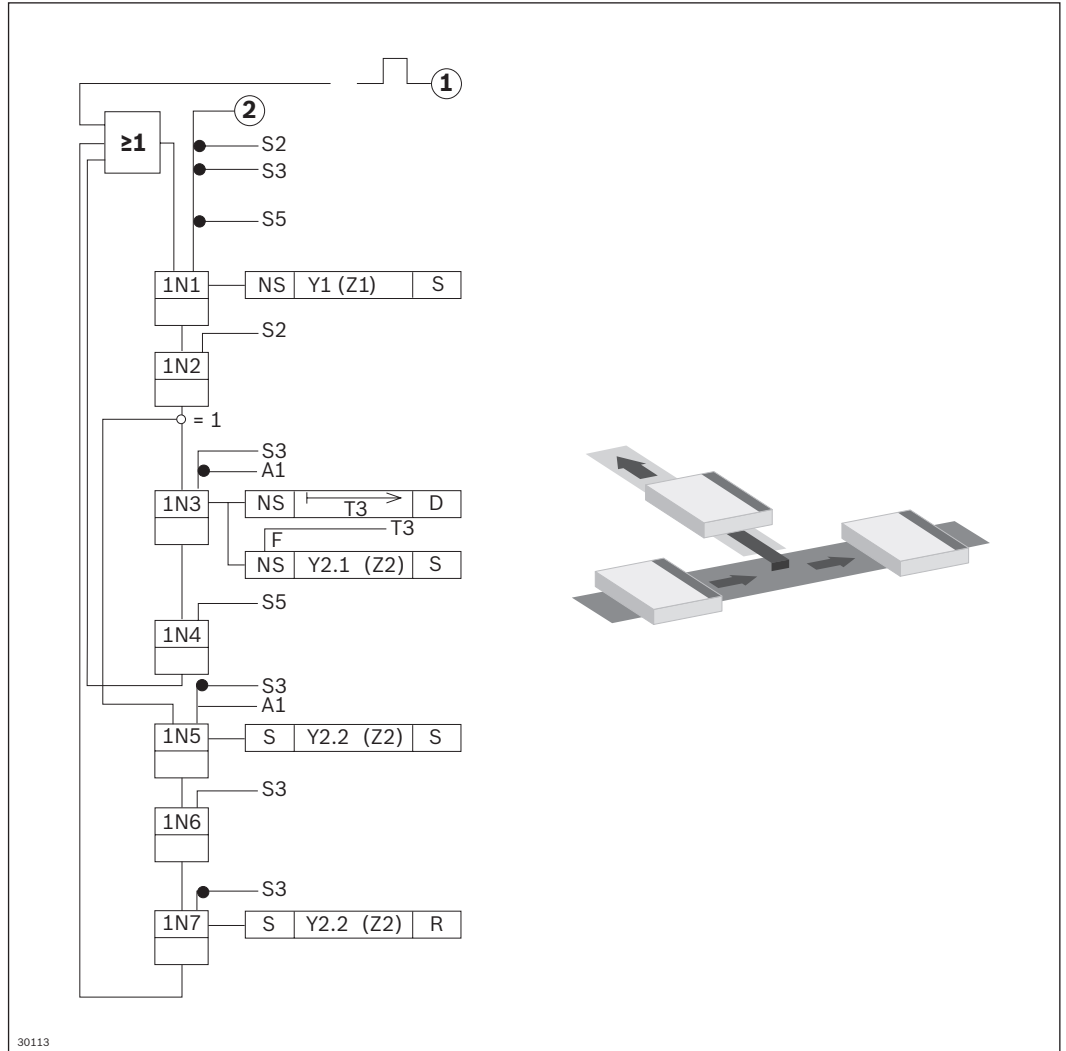 1
2
≥1
S2
S3
S5
1N1 NS Y1 (Z1) S
S2
1N2
= 1
S3
A1
1N3 NS T3 D
T3
F
NS Y2.1 (Z2) S
S5
1N4
S3
A1
1N5 S Y2.2 (Z2) S
S3
1N6
S3
1N7 S Y2.2 (Z2) R
30113